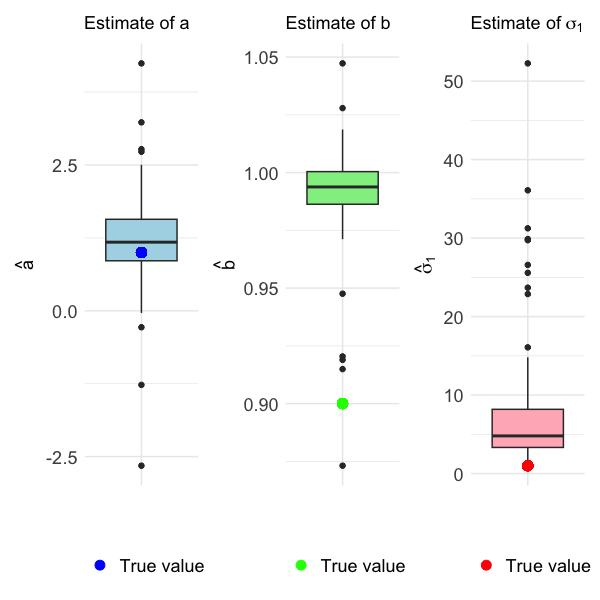 Estimate of a
2.5
0.0
-2.5
â
True value
Estimate of b
1.05
1.00
0.95
0.90
b̂
True value
Estimate of σ₁
50
40
30
20
10
0
σ̂₁
True value